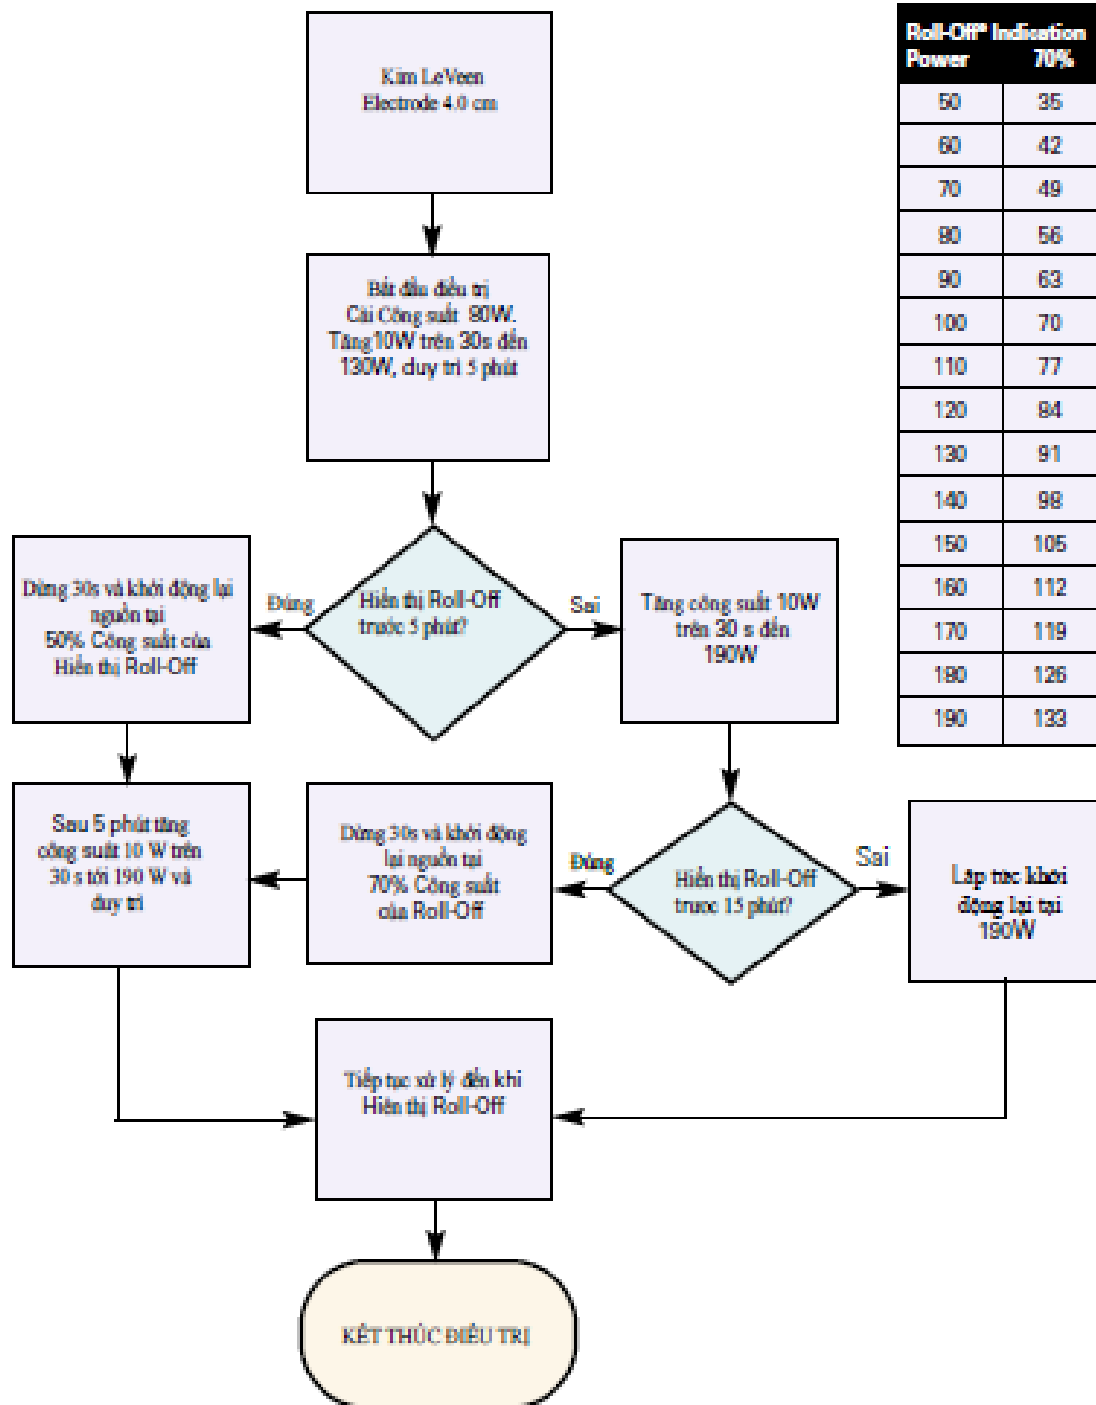 Kim LeVeen
Electrode 4.0 cm
Bắt đầu điều trị
Cài Công suất 80W.
Tăng10W trên 30s đến
130W, duy trì 5 phút
Hiển thị Roll-Off
trước 5 phút?
Đúng
Sai
Dừng 30s và khởi động lại
nguồn tại
50% Công suất của
Hiển thị Roll-Off
Tăng công suất 10W
trên 30 s đến
190W
Sau 5 phút tăng
công suất 10 W trên
30 s tới 190 W và
duy trì
Dừng 30s và khởi động
lại nguồn tại
70% Công suất
của Roll-Off
Đúng
Hiển thị Roll-Off
trươc 15 phút?
Sai
Lập tức khởi
động lại tại
190W
Tiếp tục xử lý đến khi
Hiển thị Roll-Off
KẾT THÚC ĐIỀU TRỊ
Roll-Off* Indication
Power 70%
50 35
60 42
70 49
80 56
90 63
100 70
110 77
120 84
130 91
140 98
150 105
160 112
170 119
180 126
190 133